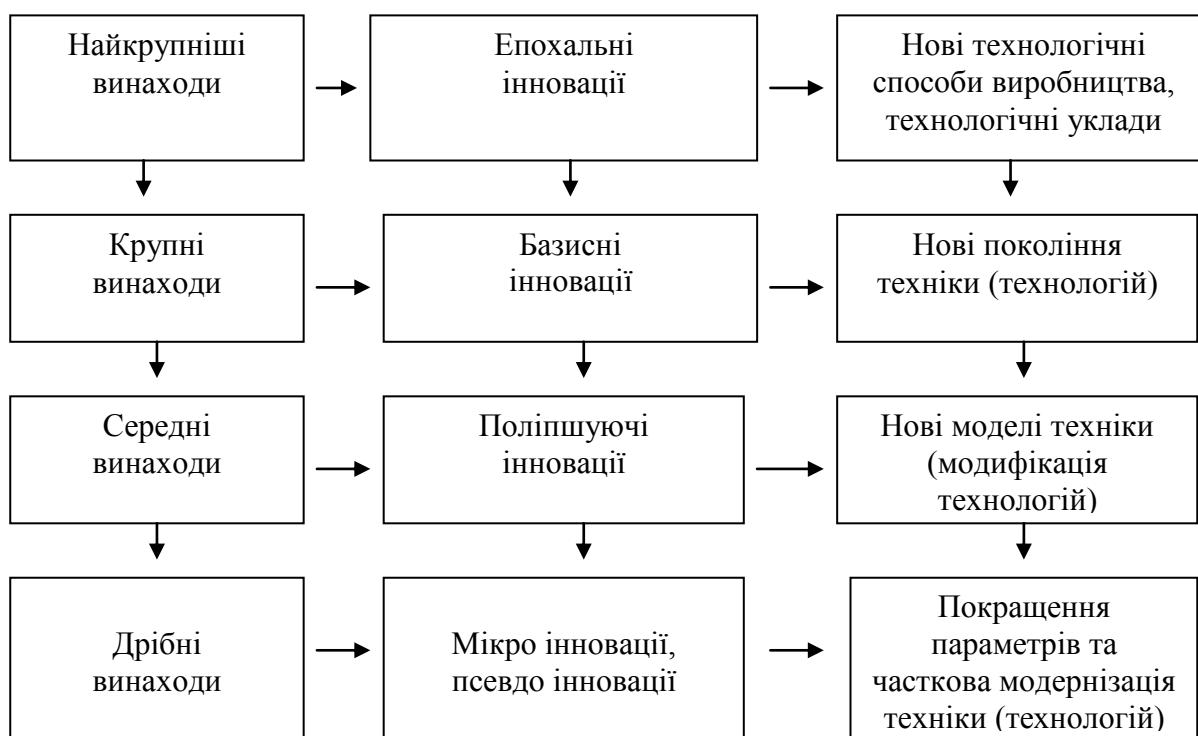 Найкрупніші
винаходи
Епохальні
інновації
Нові технологічні
способи виробництва,
технологічні уклади
Крупні
винаходи
Базисні
інновації
Нові покоління
техніки (технологій)
Середні
винаходи
Поліпшуючі
інновації
Нові моделі техніки
(модифікація
технологій)
Дрібні
винаходи
Мікро інновації,
псевдо інновації
Покращення
параметрів та
часткова модернізація
техніки (технологій)